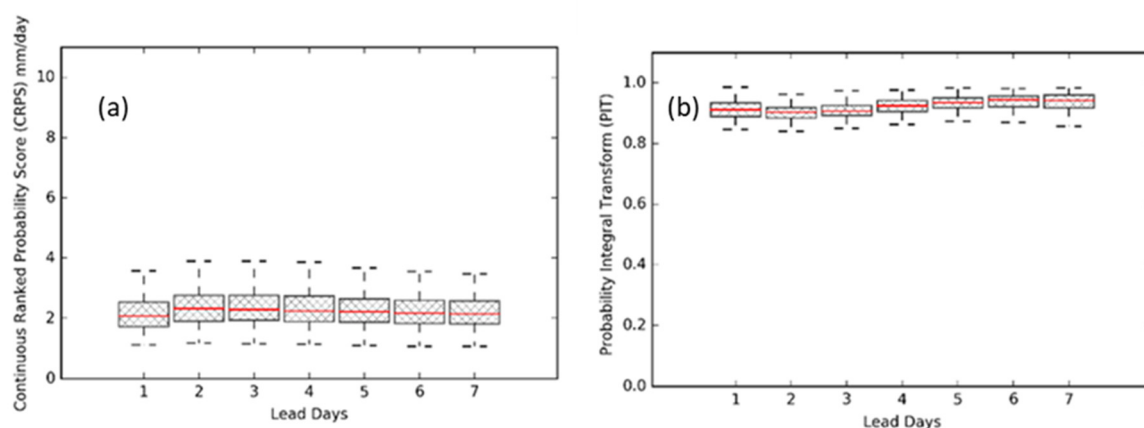 Continuous Ranked Probability Score (CRPS) mm/day
10
8
6
4
2
0
(a)
1 2 3 4 5 6 7
Lead Days
Probability Integral Transform (PIT)
1.0
0.8
0.6
0.4
0.2
0.0
(b)
1 2 3 4 5 6 7
Lead Days